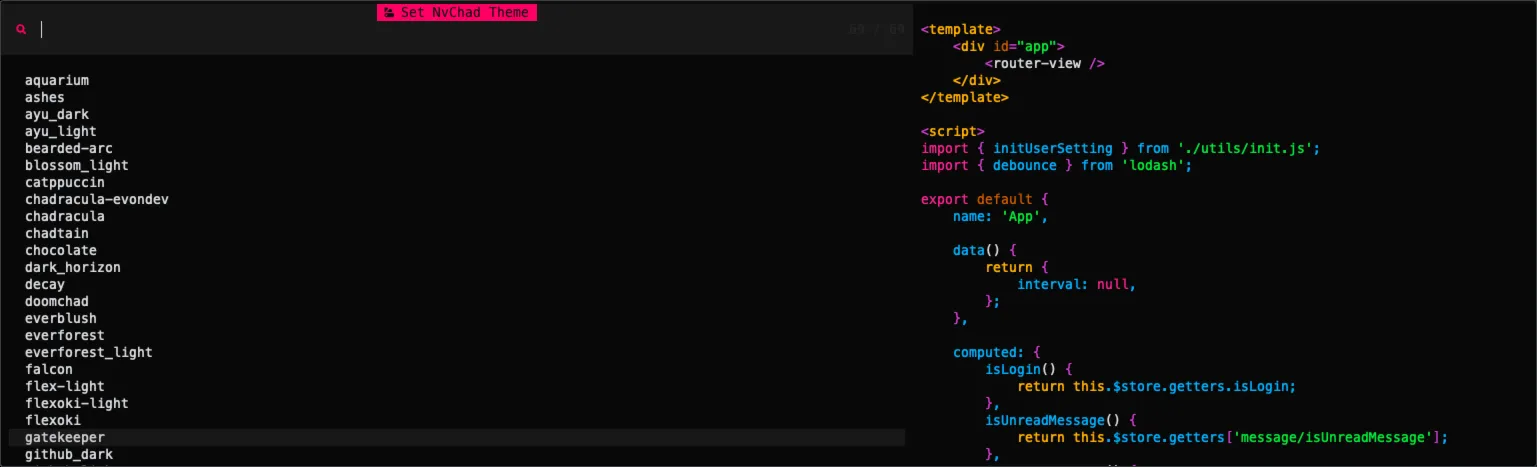 Set NvChad Theme
69 / 69
aquarium
ashes
ayu_dark
ayu_light
bearded-arc
blossom_light
catppuccin
chadracula-evondev
chadracula
chadtain
chocolate
dark_horizon
decay
doomchad
everblush
everforest
everforest_light
falcon
flex-light
flexoki-light
flexoki
gatekeeper
github_dark
<template>
    <div id="app">
        <router-view />
    </div>
</template>

<script>
import { initUserSetting } from './utils/init.js';
import { debounce } from 'lodash';

export default {
    name: 'App',

    data() {
        return {
            interval: null,
        };
    },

    computed: {
        isLogin() {
            return this.$store.getters.isLogin;
        },
        isUnreadMessage() {
            return this.$store.getters['message/isUnreadMessage'];
        },